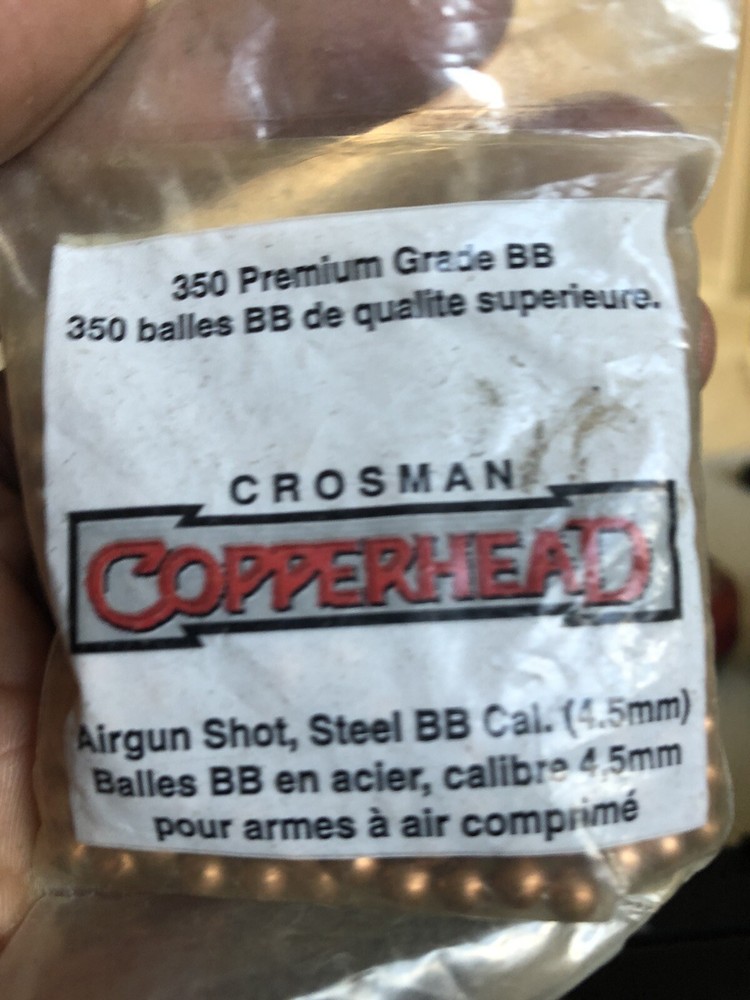 350 Premium Grade BB
350 balles BB de qualite superieure.
CROSMAN
COPPERHEAD
Airgun Shot, Steel BB Cal. (4.5mm)
Balles BB en acier, calibre 4,5mm
pour armes à air comprimé